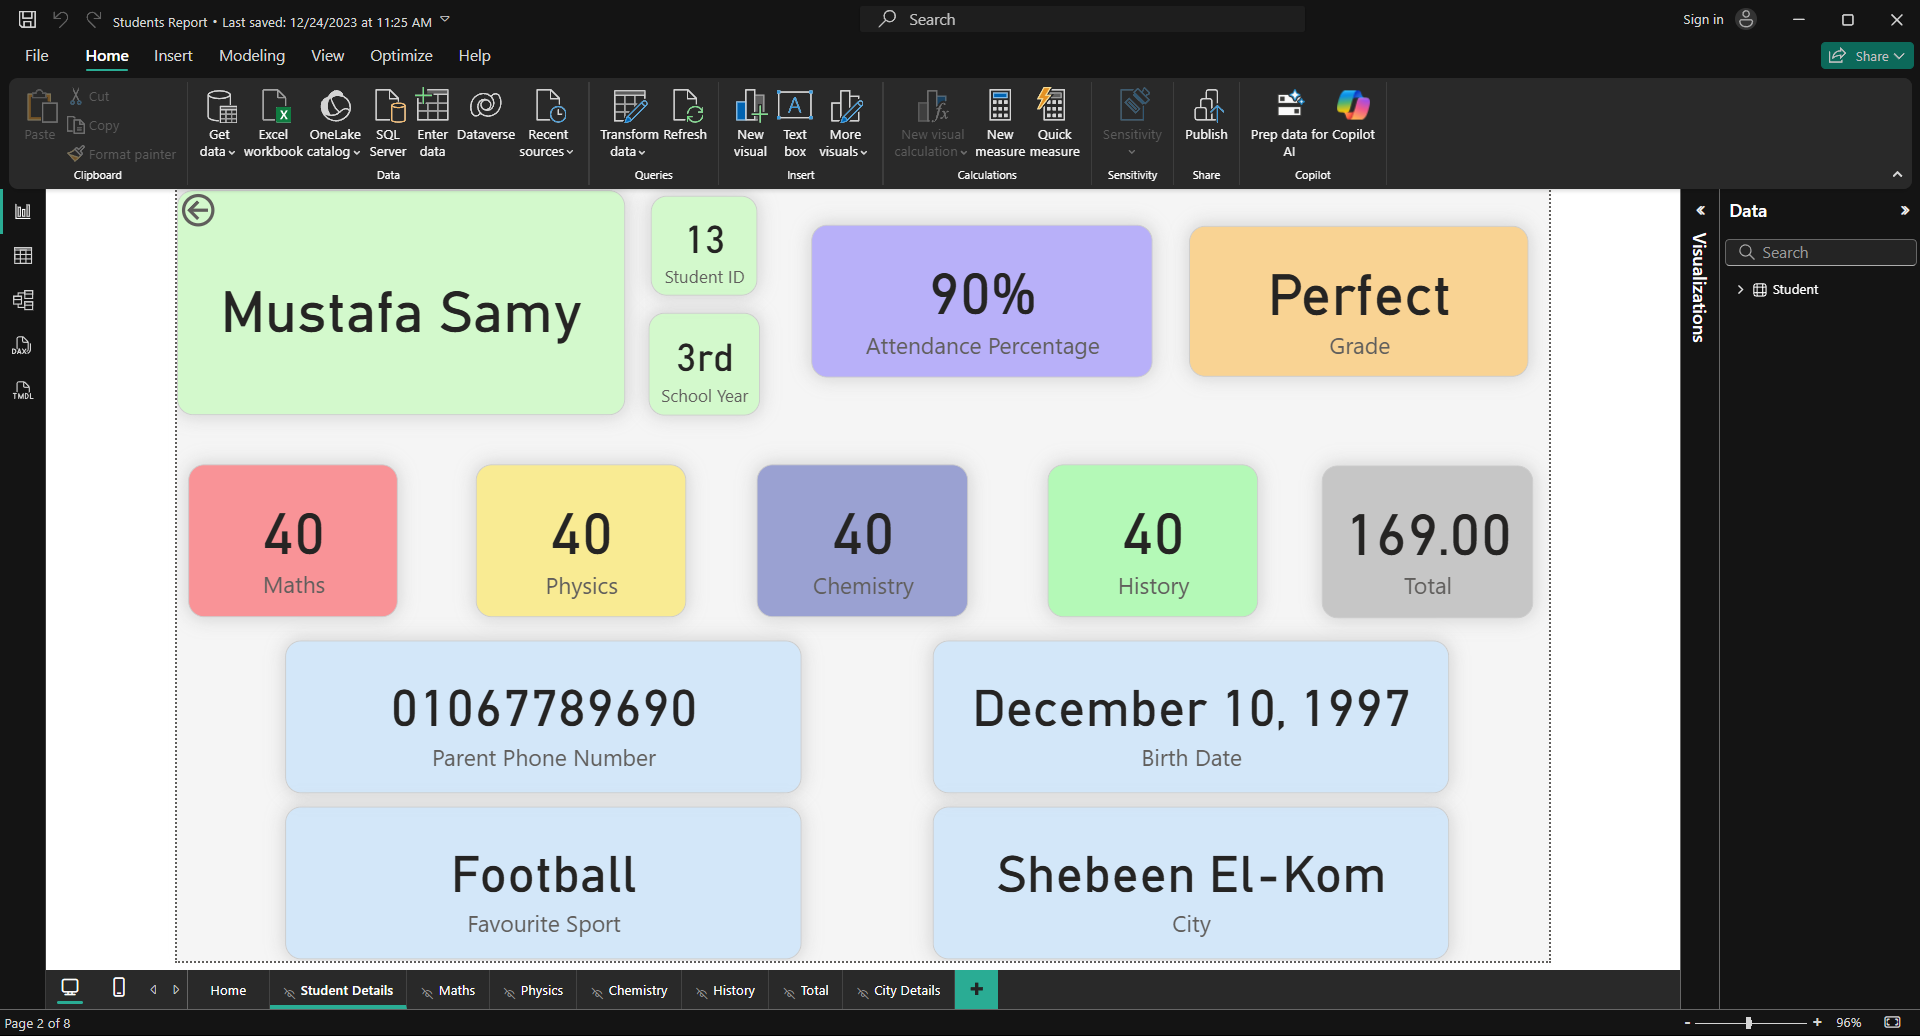 Students Report • Last saved: 12/24/2023 at 11:25 AM
Search
Sign in
File Home Insert Modeling View Optimize Help
Share
Paste
Cut
Copy
Format painter
Clipboard
Get data
Excel workbook
OneLake catalog
SQL Server
Enter data
Dataverse
Recent sources
Data
Transform data
Refresh
Queries
New visual
Text box
More visuals
Insert
New visual calculation
New measure
Quick measure
Calculations
Sensitivity
Sensitivity
Publish
Share
Prep data for AI
Copilot
Copilot
DAX
TMDL
Mustafa Samy
13
Student ID
3rd
School Year
90%
Attendance Percentage
Perfect
Grade
40
Maths
40
Physics
40
Chemistry
40
History
169.00
Total
01067789690
Parent Phone Number
December 10, 1997
Birth Date
Football
Favourite Sport
Shebeen El-Kom
City
Visualizations
Data
Search
Student
Home Student Details Maths Physics Chemistry History Total City Details
Page 2 of 8
96%